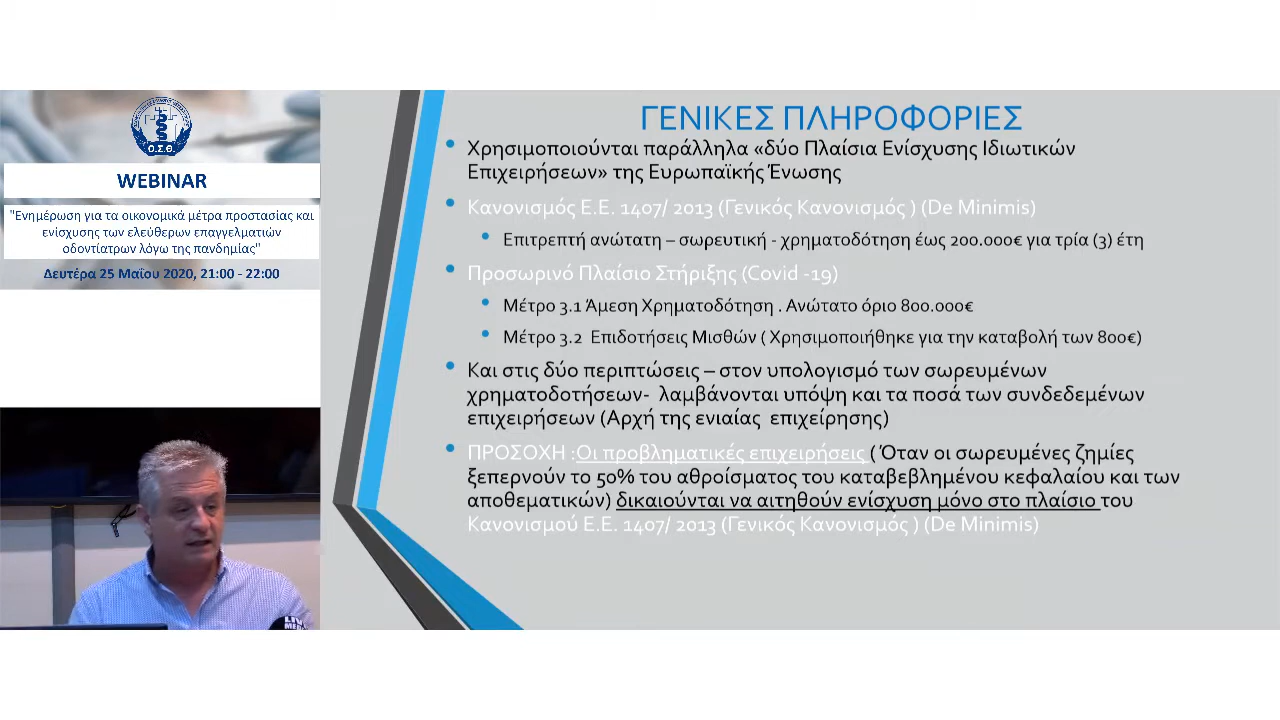 Ο.Σ.Θ.
WEBINAR
"Ενημέρωση για τα οικονομικά μέτρα προστασίας και
ενίσχυσης των ελεύθερων επαγγελματιών
οδοντίατρων λόγω της πανδημίας"
Δευτέρα 25 Μαΐου 2020, 21:00 - 22:00
ΓΕΝΙΚΕΣ ΠΛΗΡΟΦΟΡΙΕΣ
Χρησιμοποιούνται παράλληλα «δύο Πλαίσια Ενίσχυσης Ιδιωτικών
Επιχειρήσεων» της Ευρωπαϊκής Ένωσης
Κανονισμός Ε.Ε. 1407/ 2013 (Γενικός Κανονισμός ) (De Minimis)
Επιτρεπτή ανώτατη – σωρευτική - χρηματοδότηση έως 200.000€ για τρία (3) έτη
Προσωρινό Πλαίσιο Στήριξης (Covid -19)
Μέτρο 3.1 Άμεση Χρηματοδότηση . Ανώτατο όριο 800.000€
Μέτρο 3.2 Επιδοτήσεις Μισθών ( Χρησιμοποιήθηκε για την καταβολή των 800€)
Και στις δύο περιπτώσεις – στον υπολογισμό των σωρευμένων
χρηματοδοτήσεων- λαμβάνονται υπόψη και τα ποσά των συνδεδεμένων
επιχειρήσεων (Αρχή της ενιαίας επιχείρησης)
ΠΡΟΣΟΧΗ :Οι προβληματικές επιχειρήσεις ( Όταν οι σωρευμένες ζημίες
ξεπερνούν το 50% του αθροίσματος του καταβεβλημένου κεφαλαίου και των
αποθεματικών) δικαιούνται να αιτηθούν ενίσχυση μόνο στο πλαίσιο του
Κανονισμού Ε.Ε. 1407/ 2013 (Γενικός Κανονισμός ) (De Minimis)